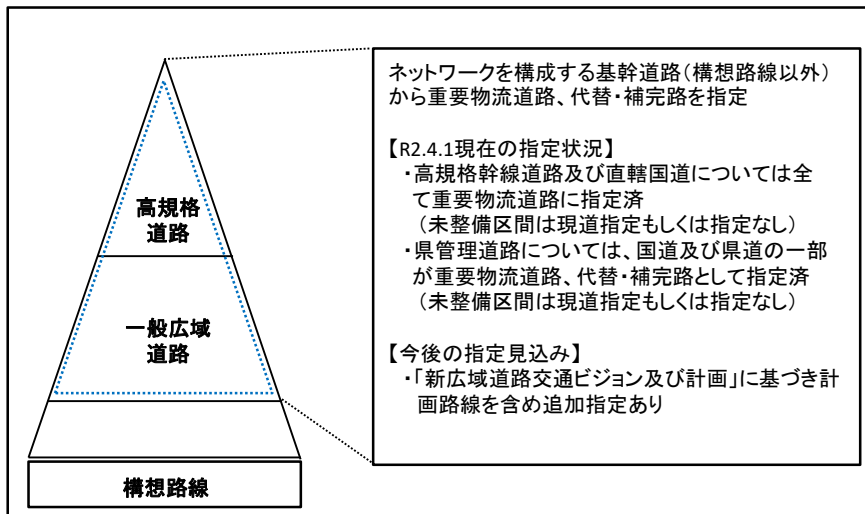 高規格
道路
一般広域
道路
構想路線
ネットワークを構成する基幹道路(構想路線以外)
から重要物流道路、代替・補完路を指定
【R2.4.1現在の指定状況】
・高規格幹線道路及び直轄国道については全
て重要物流道路に指定済
(未整備区間は現道指定もしくは指定なし)
・県管理道路については、国道及び県道の一部
が重要物流道路、代替・補完路として指定済
(未整備区間は現道指定もしくは指定なし)
【今後の指定見込み】
・「新広域道路交通ビジョン及び計画」に基づき計
画路線を含め追加指定あり